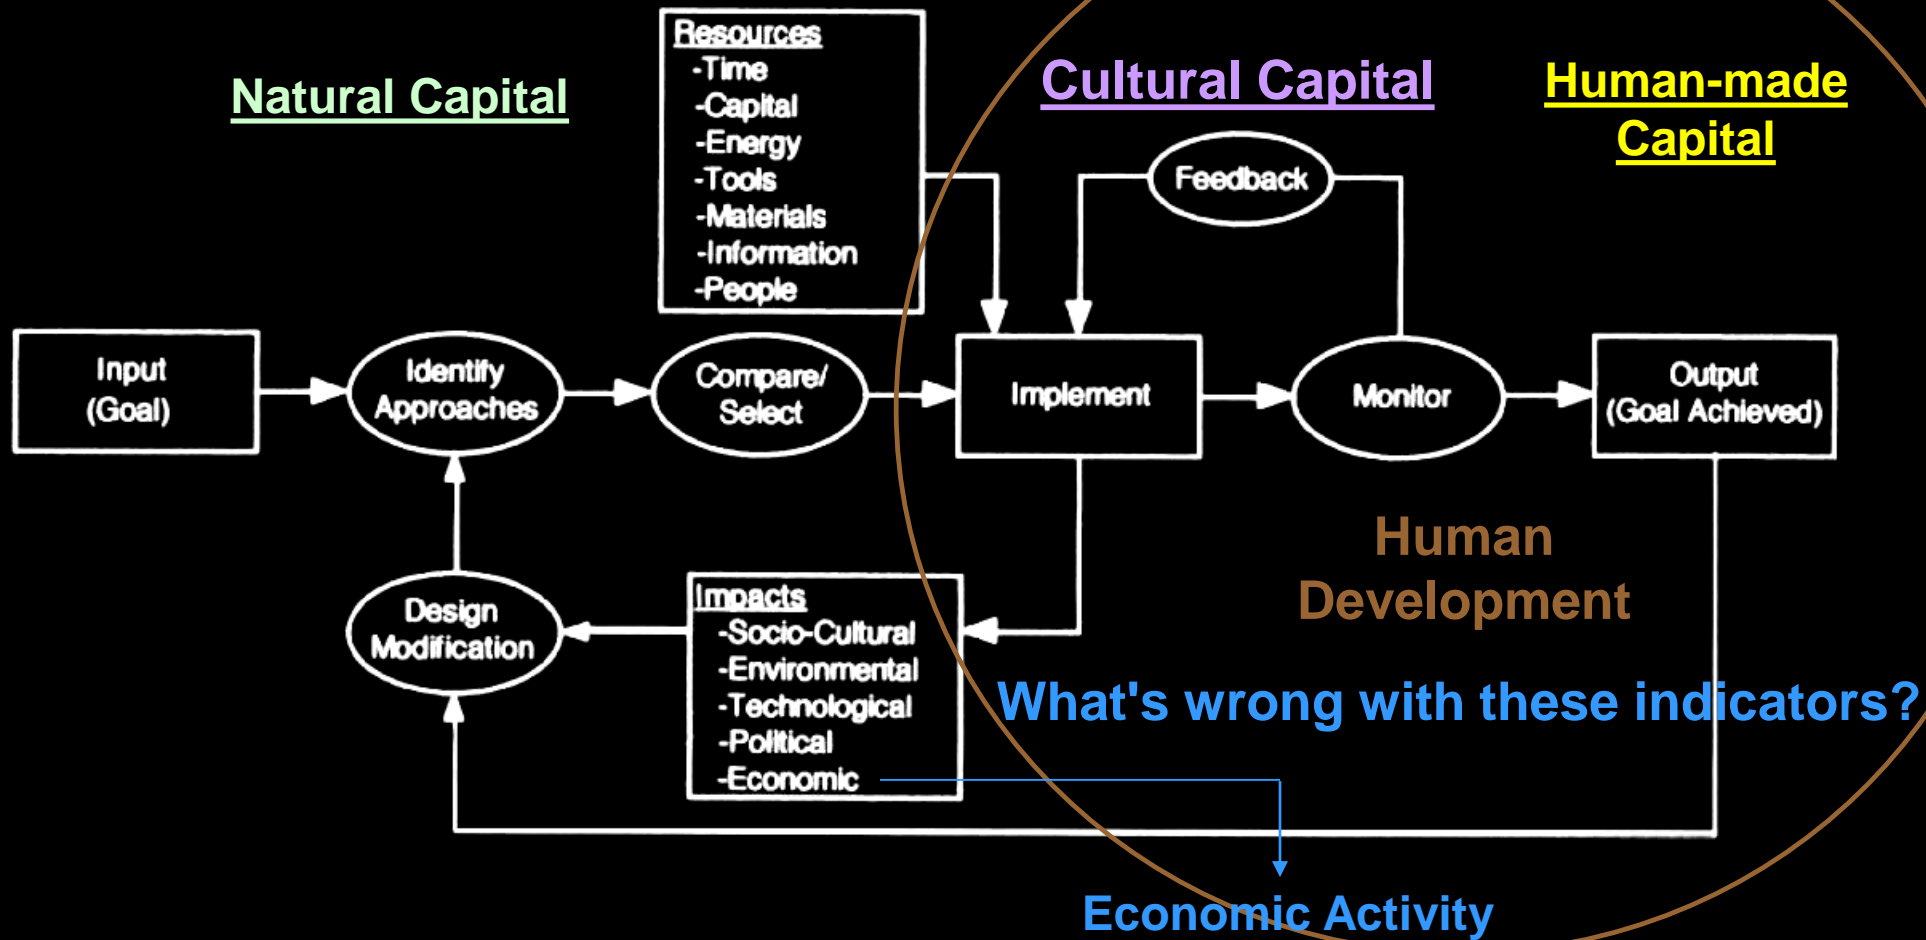 Natural Capital
Resources
-Time
-Capital
-Energy
-Tools
-Materials
-Information
-People
Cultural Capital
Human-made
Capital
Feedback
Input
(Goal)
Identify
Approaches
Compare/
Select
Implement
Monitor
Output
(Goal Achieved)
Human
Development
Design
Modification
Impacts
-Socio-Cultural
-Environmental
-Technological
-Political
-Economic
What's wrong with these indicators?
Economic Activity